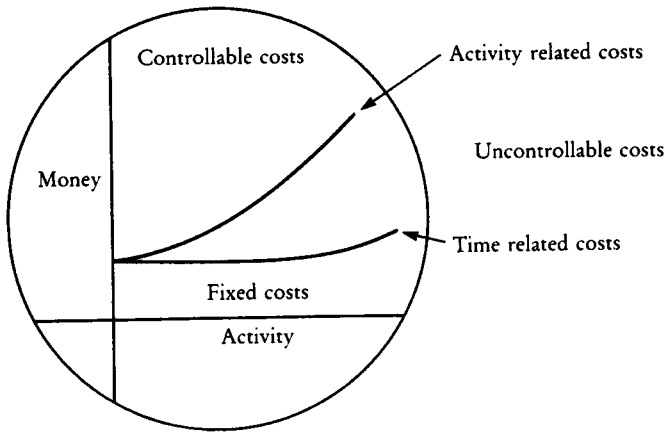 Controllable costs
Activity related costs
Uncontrollable costs
Money
Time related costs
Fixed costs
Activity